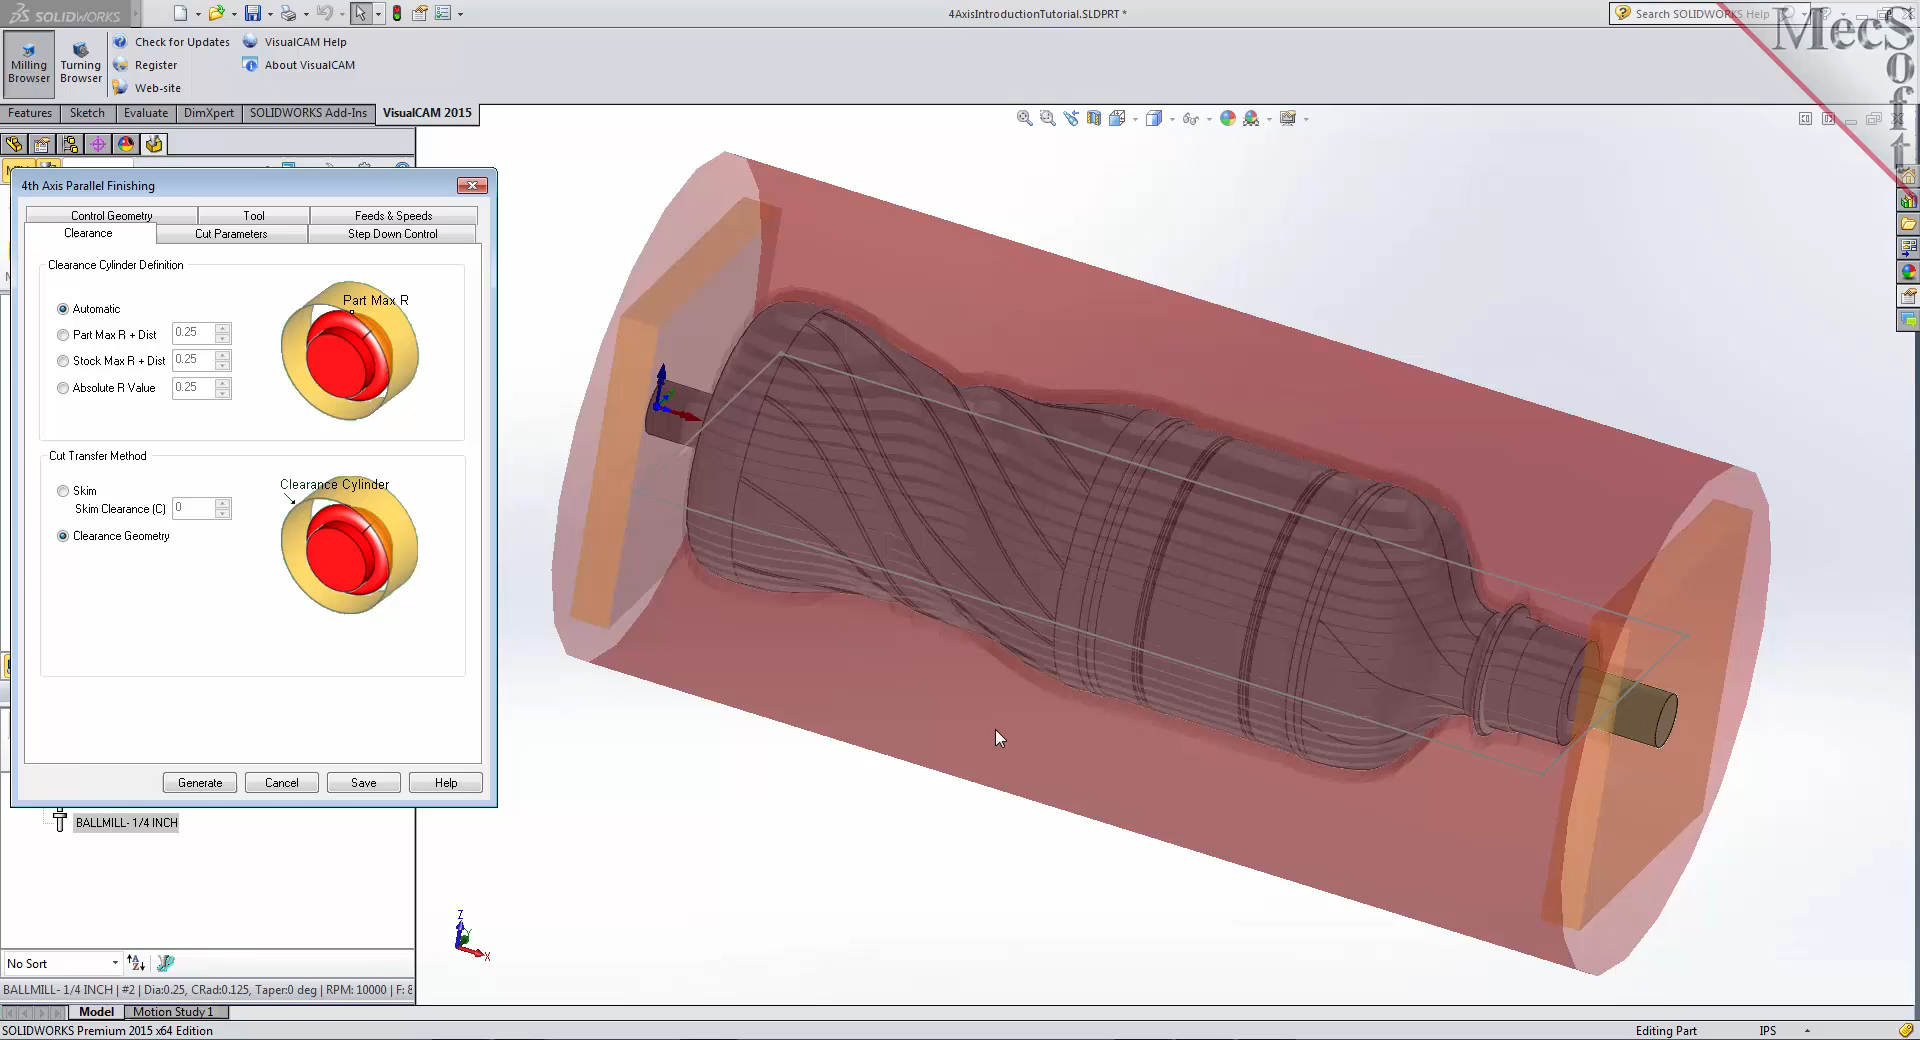 SOLIDWORKS
4AxisIntroductionTutorial.SLDPRT *
Search SOLIDWORKS Help
MecSoft
Milling Browser
Turning Browser
Check for Updates
Register
Web-site
VisualCAM Help
About VisualCAM
Features
Sketch
Evaluate
DimXpert
SOLIDWORKS Add-Ins
VisualCAM 2015
4th Axis Parallel Finishing
Control Geometry
Tool
Feeds & Speeds
Clearance
Cut Parameters
Step Down Control
Clearance Cylinder Definition
Automatic
Part Max R + Dist
0.25
Stock Max R + Dist
0.25
Absolute R Value
0.25
Part Max R
Cut Transfer Method
Skim
Skim Clearance (C)
0
Clearance Geometry
Clearance Cylinder
Generate
Cancel
Save
Help
BALLMILL- 1/4 INCH
Z
Y
X
No Sort
BALLMILL- 1/4 INCH | #2 | Dia:0.25, CRad:0.125, Taper:0 deg | RPM: 10000 | F: 8
Model
Motion Study 1
SOLIDWORKS Premium 2015 x64 Edition
Editing Part
IPS